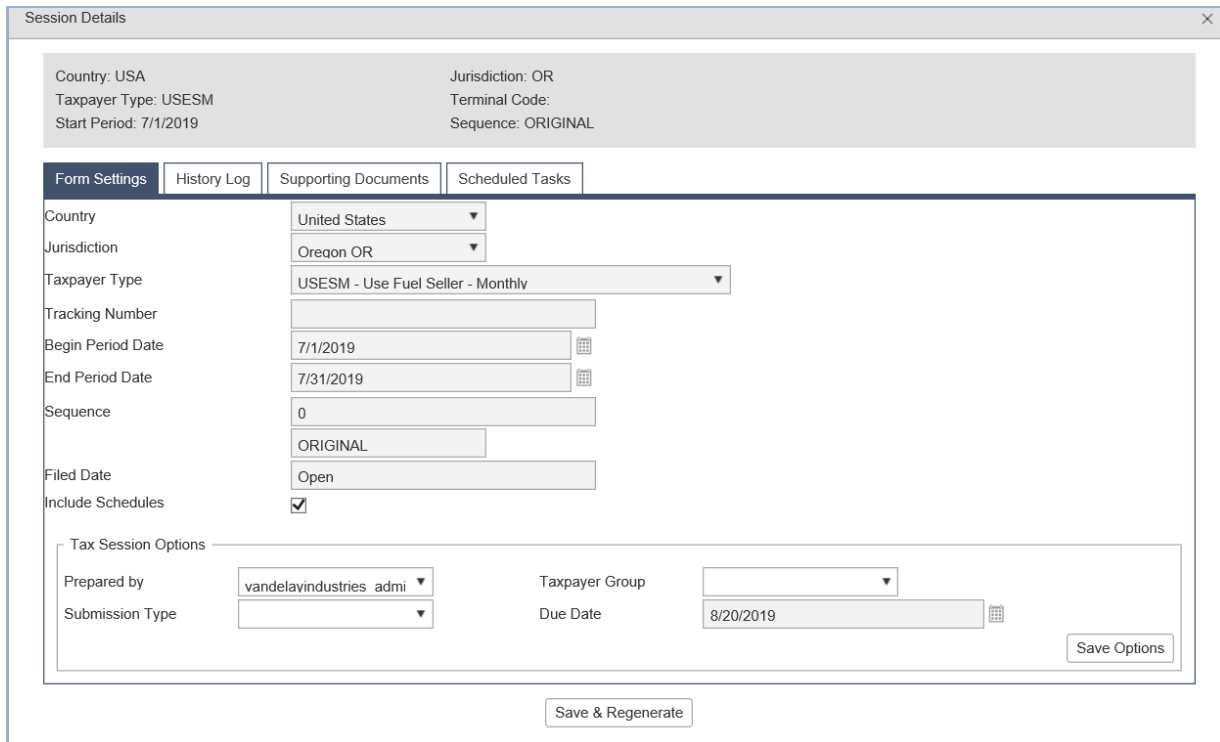 Session Details
Country: USA Jurisdiction: OR
Taxpayer Type: USESM Terminal Code:
Start Period: 7/1/2019 Sequence: ORIGINAL
Form Settings History Log Supporting Documents Scheduled Tasks
Country United States
Jurisdiction Oregon OR
Taxpayer Type USESM - Use Fuel Seller - Monthly
Tracking Number
Begin Period Date 7/1/2019
End Period Date 7/31/2019
Sequence 0
ORIGINAL
Filed Date Open
Include Schedules
Tax Session Options
Prepared by vandelayindustries_admi Taxpayer Group
Submission Type Due Date 8/20/2019
Save Options
Save & Regenerate